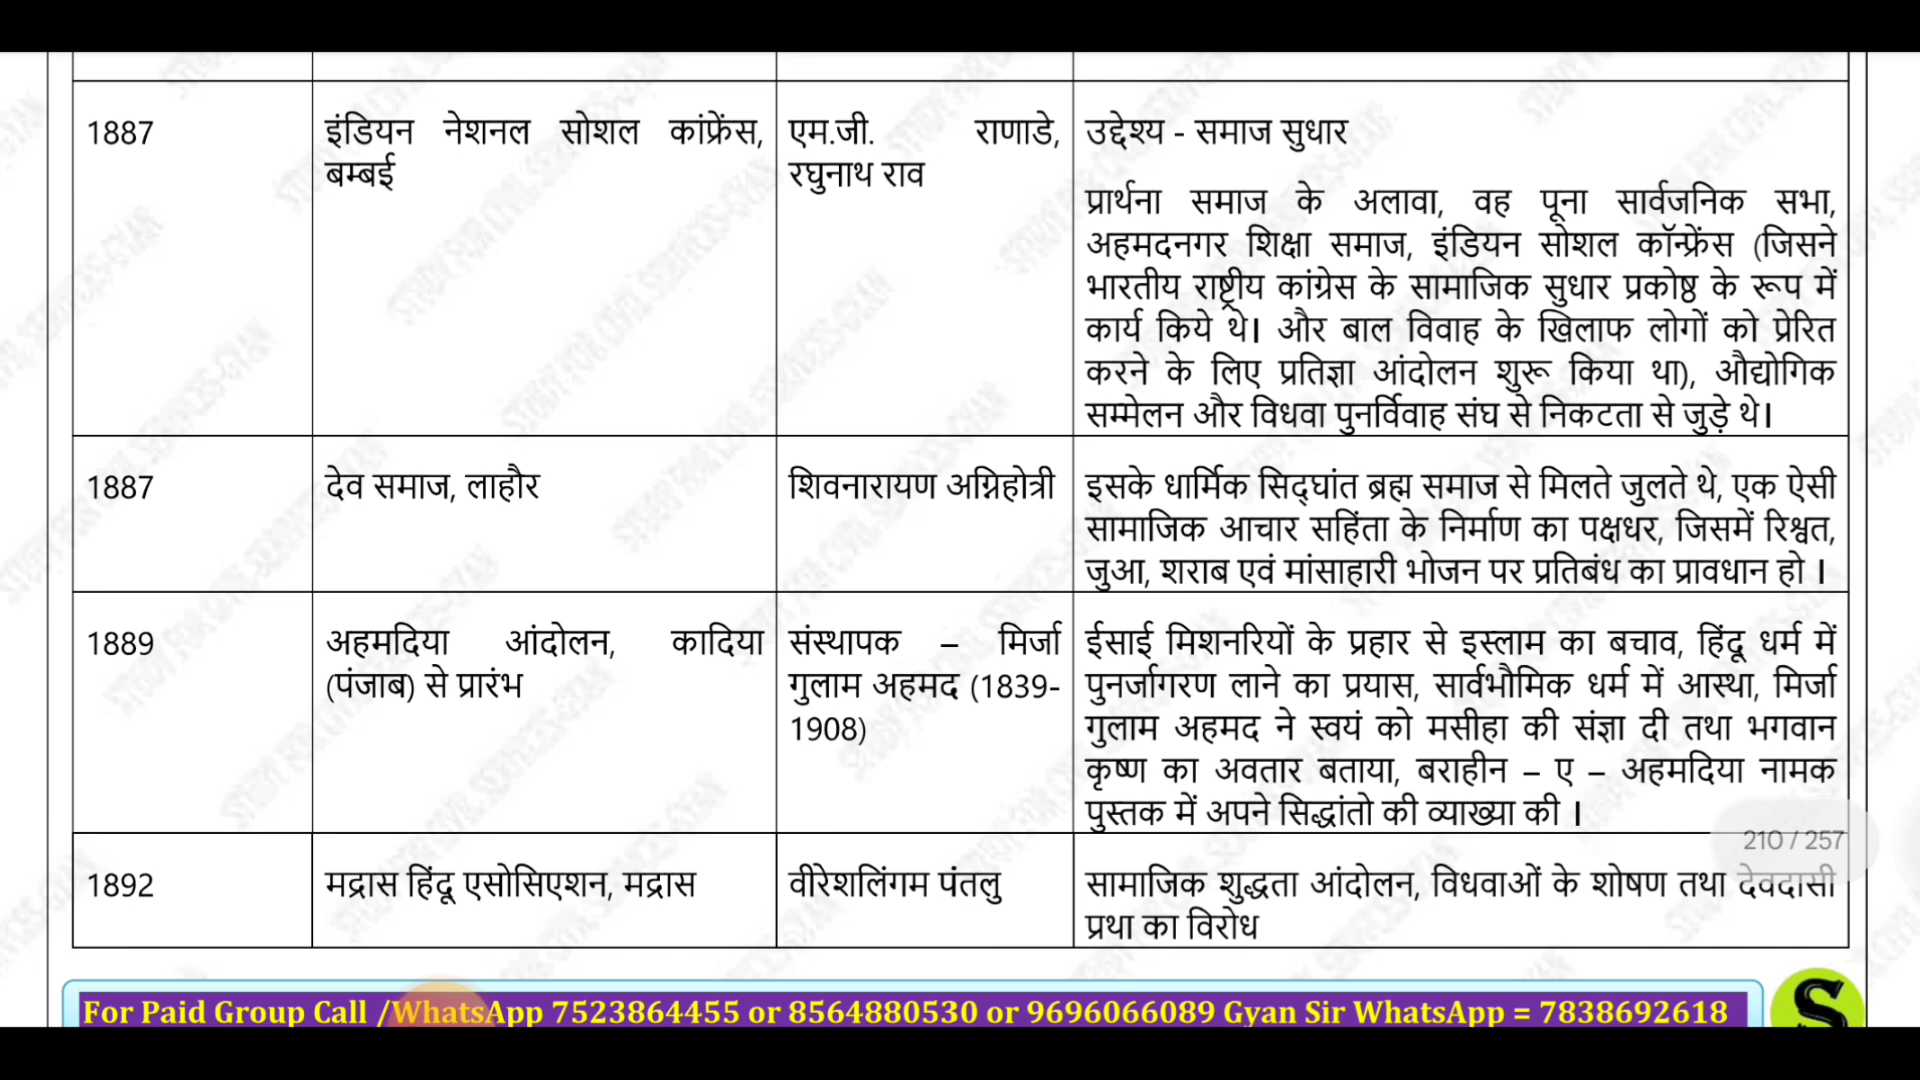 1887
इंडियन नेशनल सोशल कांफ्रेंस,
बम्बई
एम.जी. राणाडे,
रघुनाथ राव
उद्देश्य - समाज सुधार
प्रार्थना समाज के अलावा, वह पूना सार्वजनिक सभा,
अहमदनगर शिक्षा समाज, इंडियन सोशल कॉन्फ्रेंस (जिसने
भारतीय राष्ट्रीय कांग्रेस के सामाजिक सुधार प्रकोष्ठ के रूप में
कार्य किये थे। और बाल विवाह के खिलाफ लोगों को प्रेरित
करने के लिए प्रतिज्ञा आंदोलन शुरू किया था), औद्योगिक
सम्मेलन और विधवा पुनर्विवाह संघ से निकटता से जुड़े थे।
1887
देव समाज, लाहौर
शिवनारायण अग्निहोत्री
इसके धार्मिक सिद्घांत ब्रह्म समाज से मिलते जुलते थे, एक ऐसी
सामाजिक आचार सहिंता के निर्माण का पक्षधर, जिसमें रिश्वत,
जुआ, शराब एवं मांसाहारी भोजन पर प्रतिबंध का प्रावधान हो ।
1889
अहमदिया आंदोलन, कादिया
(पंजाब) से प्रारंभ
संस्थापक – मिर्जा
गुलाम अहमद (1839-
1908)
ईसाई मिशनरियों के प्रहार से इस्लाम का बचाव, हिंदू धर्म में
पुनर्जागरण लाने का प्रयास, सार्वभौमिक धर्म में आस्था, मिर्जा
गुलाम अहमद ने स्वयं को मसीहा की संज्ञा दी तथा भगवान
कृष्ण का अवतार बताया, बराहीन – ए – अहमदिया नामक
पुस्तक में अपने सिद्धांतो की व्याख्या की ।
210 / 257
1892
मद्रास हिंदू एसोसिएशन, मद्रास
वीरेशलिंगम पंतलु
सामाजिक शुद्धता आंदोलन, विधवाओं के शोषण तथा देवदासी
प्रथा का विरोध
For Paid Group Call /WhatsApp 7523864455 or 8564880530 or 9696066089 Gyan Sir WhatsApp = 7838692618
S